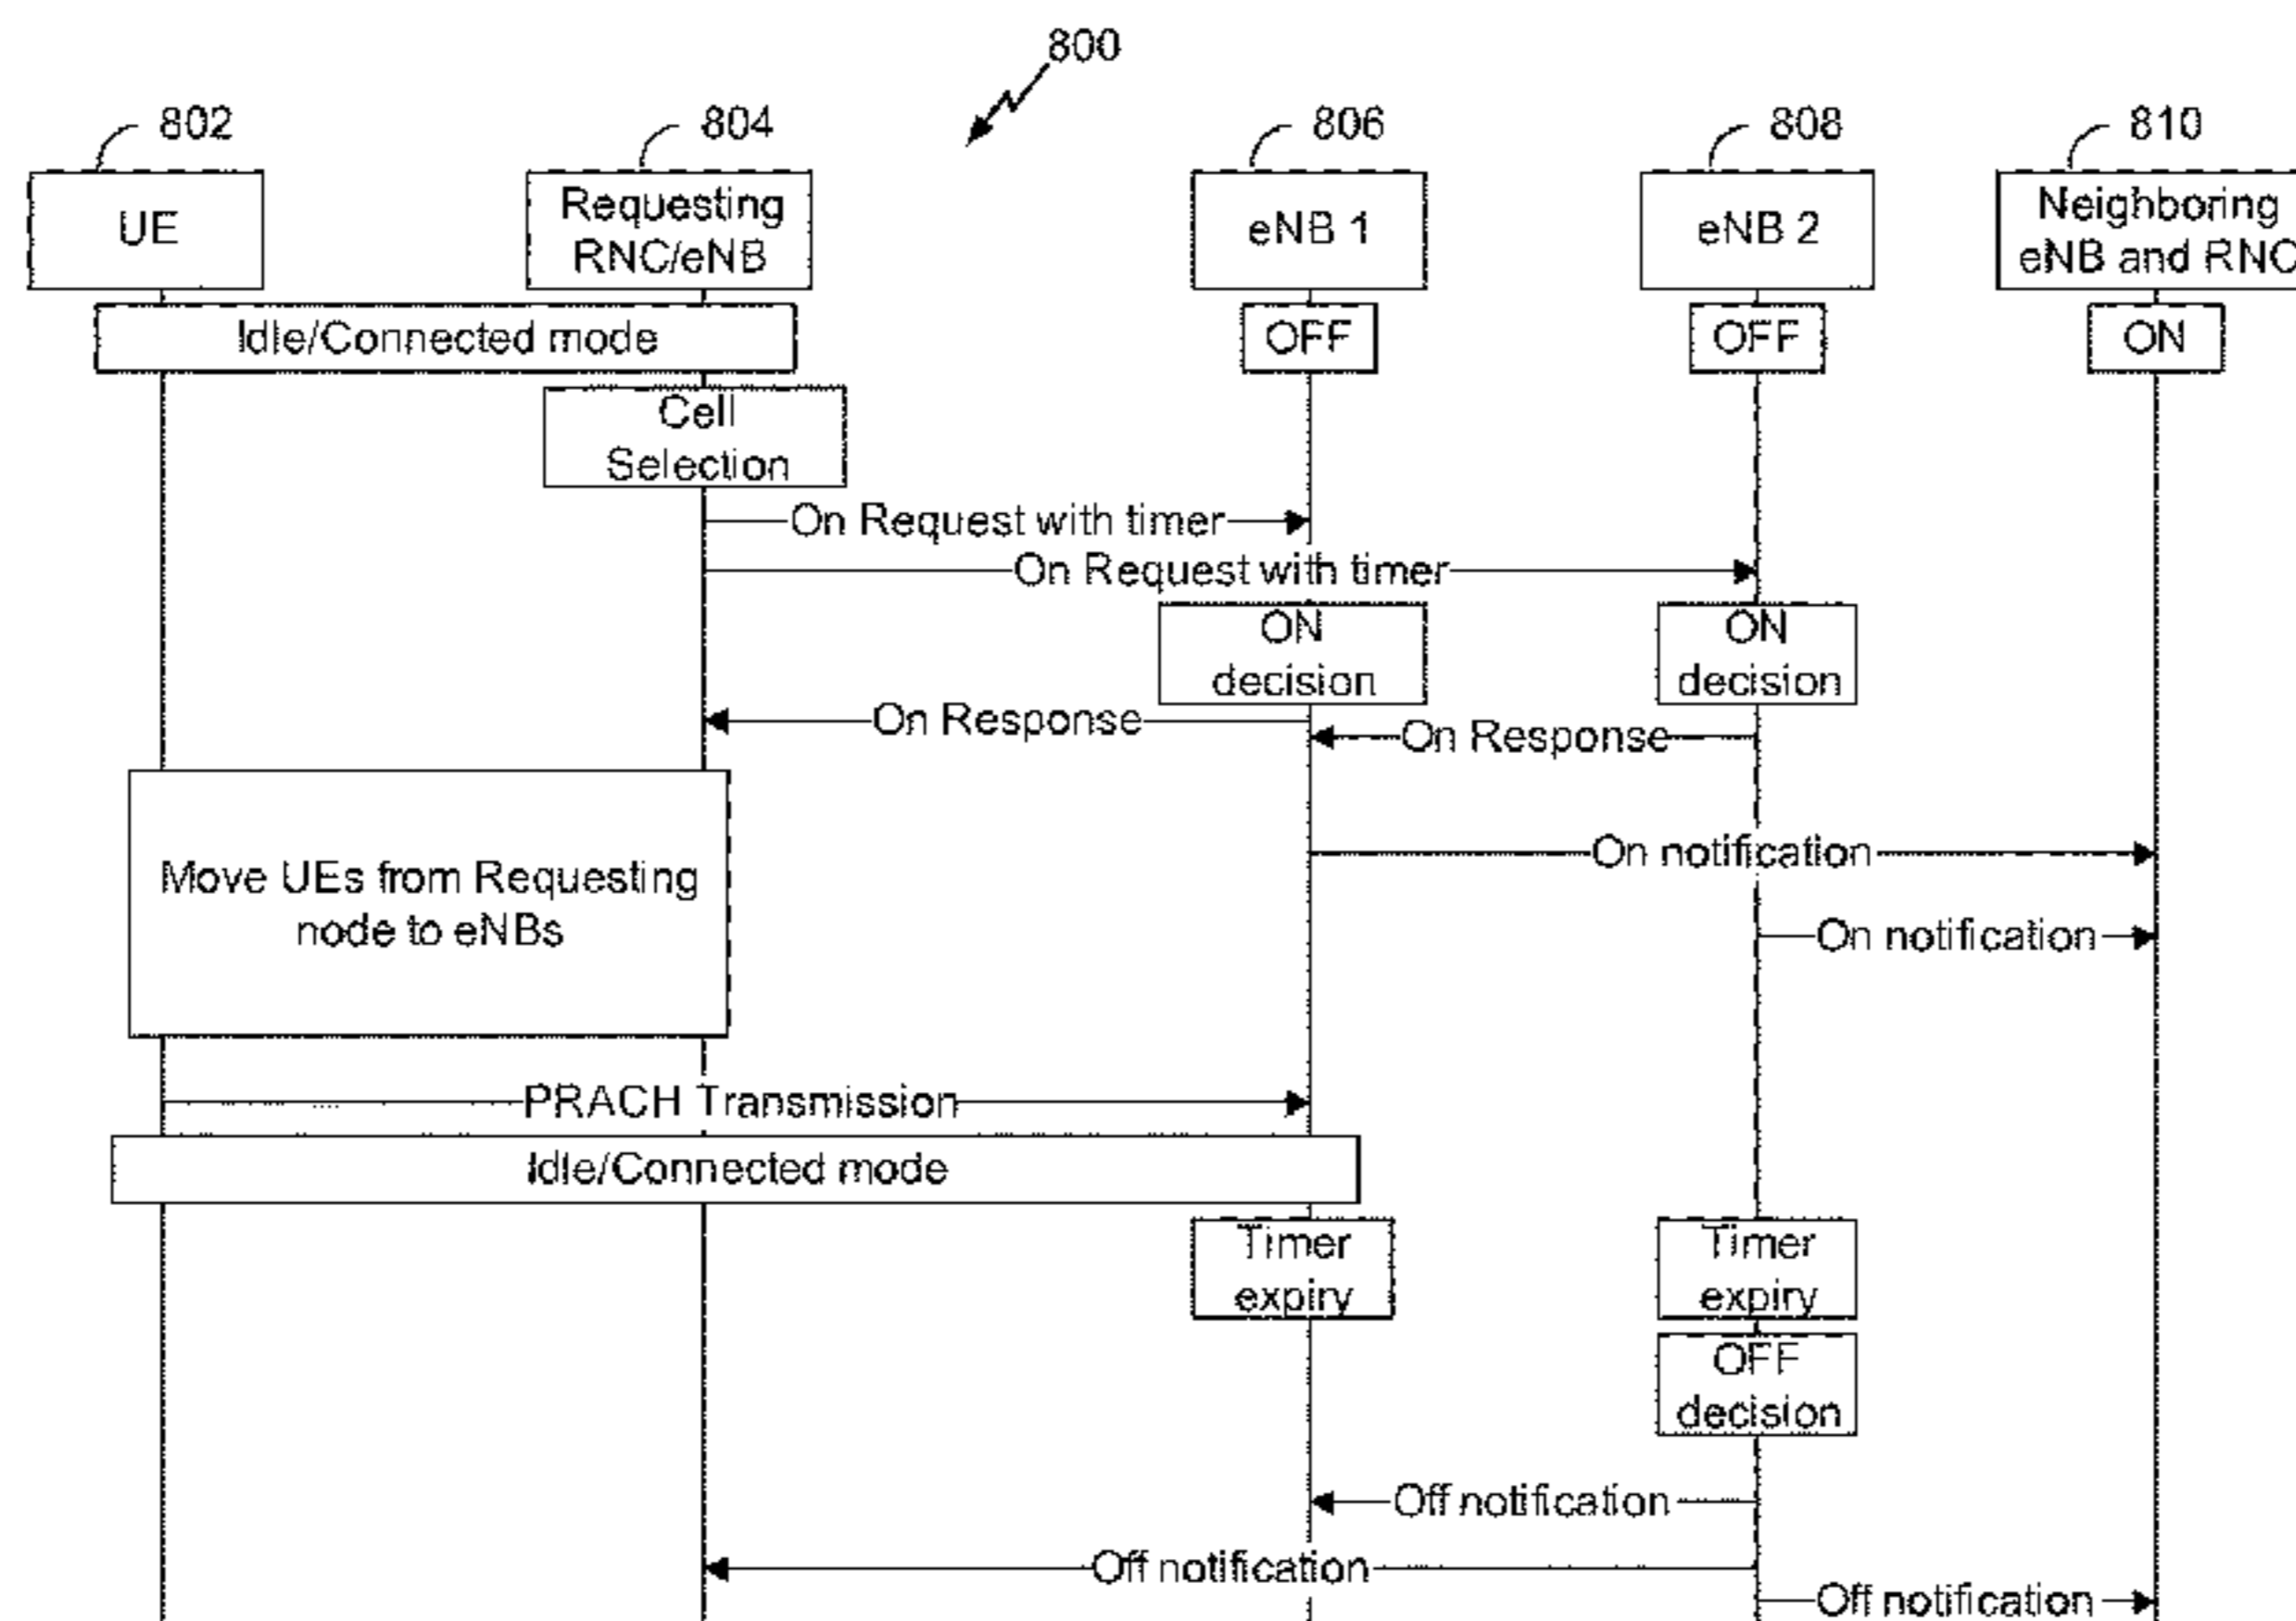 800
802
804
806
808
810
UE
Requesting
RNC/eNB
eNB 1
eNB 2
Neighboring
eNB and RNC
Idle/Connected mode
OFF
OFF
ON
Cell
Selection
On Request with timer
On Request with timer
ON
decision
ON
decision
On Response
On Response
On notification
Move UEs from Requesting
node to eNBs
On notification
PRACH Transmission
Idle/Connected mode
Timer
expiry
Timer
expiry
OFF
decision
Off notification
Off notification
Off notification